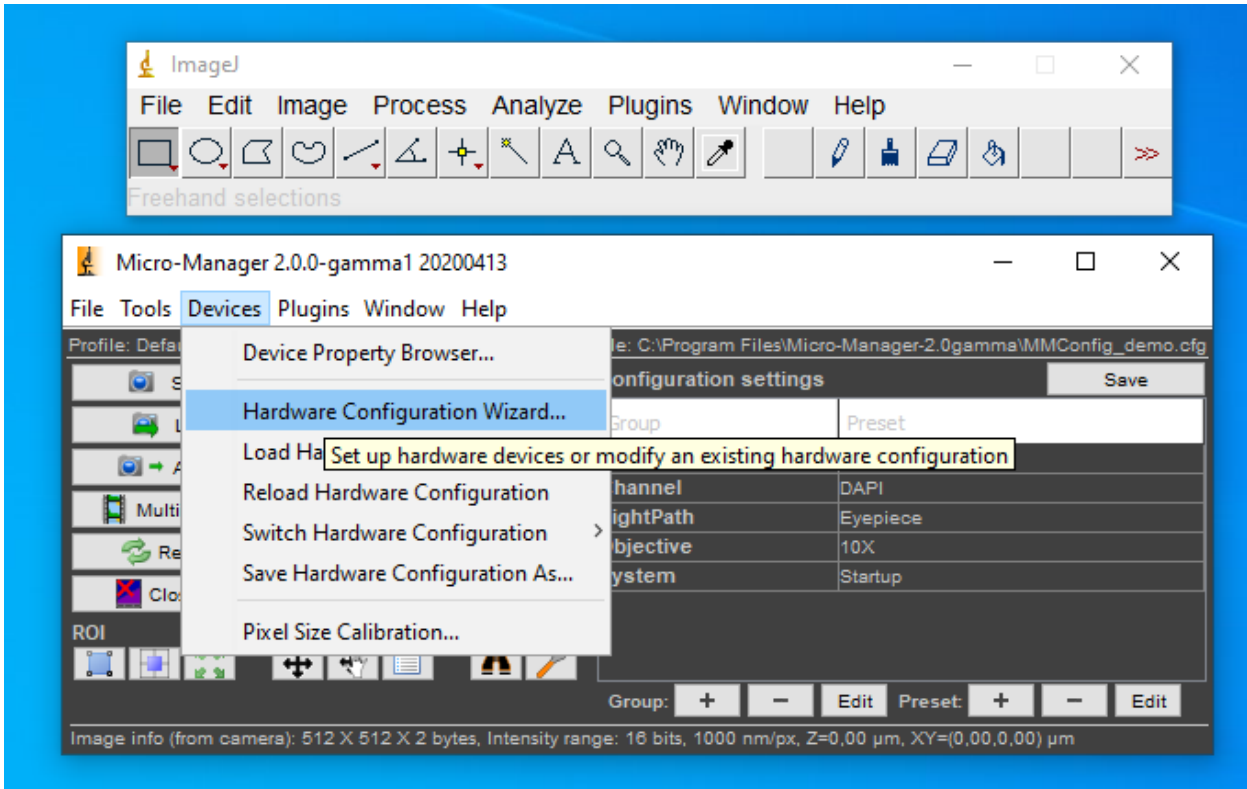 ImageJ
File Edit Image Process Analyze Plugins Window Help
A
Freehand selections
Micro-Manager 2.0.0-gamma1 20200413
File Tools Devices Plugins Window Help
Profile: Defa le: C:\Program Files\Micro-Manager-2.0gamma\MMConfig_demo.cfg
Device Property Browser...
S onfiguration settings Save
Hardware Configuration Wizard...
L Group Preset
Load Ha Set up hardware devices or modify an existing hardware configuration
A
Reload Hardware Configuration hannel DAPI
Multi ightPath Eyepiece
Switch Hardware Configuration
Re bjective 10X
Save Hardware Configuration As... ystem Startup
Clo
ROI Pixel Size Calibration...
Group: + − Edit Preset: + − Edit
Image info (from camera): 512 X 512 X 2 bytes, Intensity range: 16 bits, 1000 nm/px, Z=0,00 µm, XY=(0,00,0,00) µm